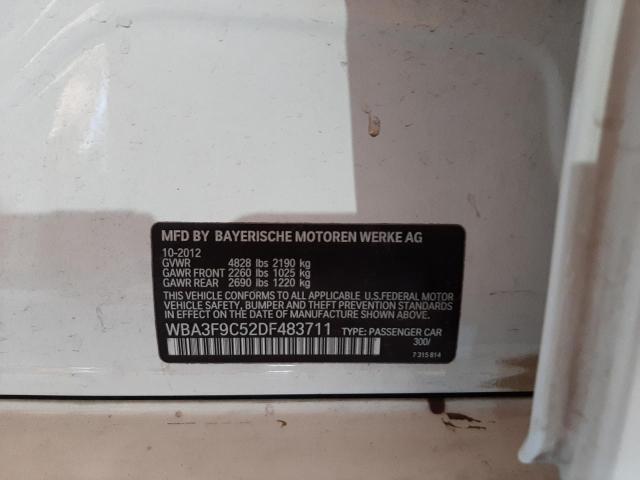 MFD BY BAYERISCHE MOTOREN WERKE AG
10-2012
GVWR 4828 lbs 2190 kg
GAWR FRONT 2260 lbs 1025 kg
GAWR REAR 2690 lbs 1220 kg
THIS VEHICLE CONFORMS TO ALL APPLICABLE U.S.FEDERAL MOTOR
VEHICLE SAFETY, BUMPER AND THEFT PREVENTION STANDARDS
IN EFFECT ON THE DATE OF MANUFACTURE SHOWN ABOVE.
WBA3F9C52DF483711 TYPE: PASSENGER CAR
300/
7 315 814